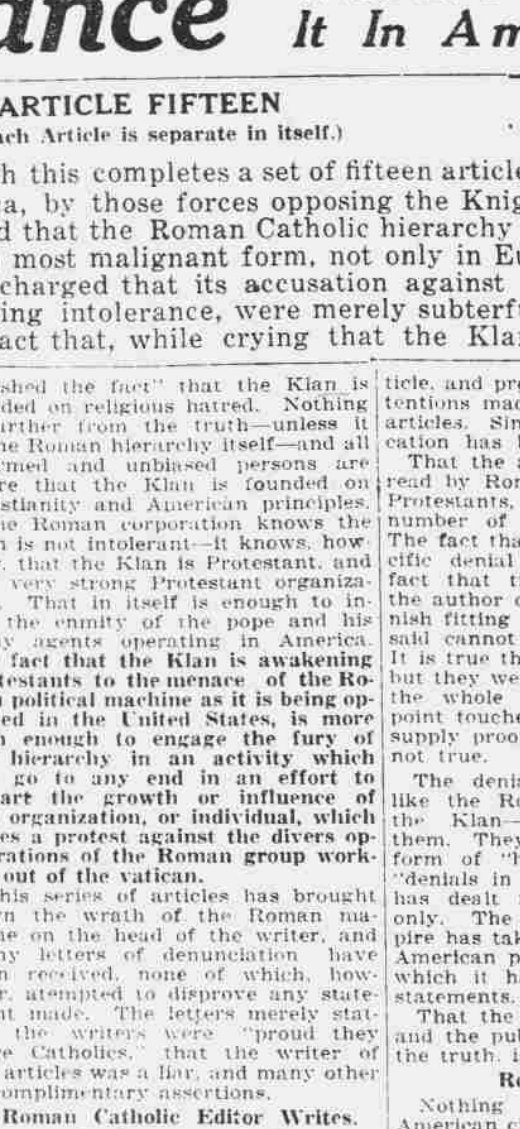 ance
It In Am
ARTICLE FIFTEEN
ach Article is separate in itself.)
h this completes a set of fifteen article
a, by those forces opposing the Knig
d that the Roman Catholic hierarchy
most malignant form, not only in Eu
charged that its accusation against
ing intolerance, were merely subterfu
act that, while crying that the Klan
shed the fact" that the Klan is
ded on religious hatred. Nothing
urther from the truth—unless it
he Roman hierarchy itself—and all
rmed and unbiased persons are
re that the Klan is founded on
stianity and American principles.
he Roman corporation knows the
n is not intolerant—it knows, how-
, that the Klan is Protestant, and
very strong Protestant organiza-
. That in itself is enough to in-
the enmity of the pope and his
y agents operating in America.
fact that the Klan is awakening
testants to the menace of the Ro-
political machine as it is being op-
ed in the United States, is more
n enough to engage the fury of
hierarchy in an activity which
go to any end in an effort to
art the growth or influence of
organization, or individual, which
es a protest against the divers op-
rations of the Roman group work-
out of the vatican.
his series of articles has brought
n the wrath of the Roman ma-
ne on the head of the writer, and
ny letters of denunciation have
n received, none of which, how-
r, atempted to disprove any state-
nt made. The letters merely stat-
the writers were "proud they
e Catholics," that the writer of
articles was a liar, and many other
omplimentary assertions.
Roman Catholic Editor Writes.
ticle, and pre
tentions mad
articles. Sin
cation has
That the a
read by Rom
Protestants,
number of
The fact tha
cific denial
fact that t
the author o
nish fitting
said cannot
It is true th
but they we
the whole
point touche
supply proo
not true.
The denia
like the Ro
the Klan—
them. They
form of "h
"denials in
has dealt
only. The
pire has tak
American p
which it h
statements.
That the
and the pub
the truth, i
Re
Nothing
American c